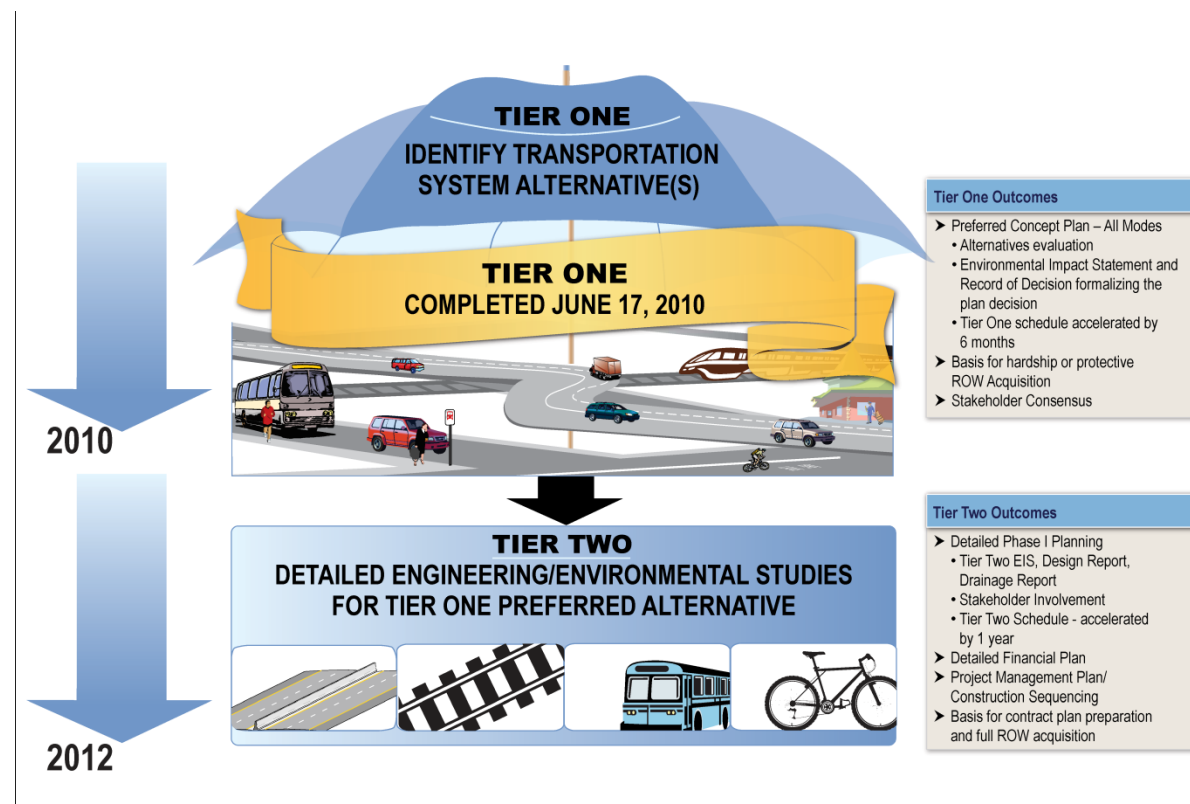 TIER ONE
IDENTIFY TRANSPORTATION
SYSTEM ALTERNATIVE(S)
TIER ONE
COMPLETED JUNE 17, 2010
2010
Tier One Outcomes
➤ Preferred Concept Plan – All Modes
• Alternatives evaluation
• Environmental Impact Statement and
Record of Decision formalizing the
plan decision
• Tier One schedule accelerated by
6 months
➤ Basis for hardship or protective
ROW Acquisition
➤ Stakeholder Consensus
TIER TWO
DETAILED ENGINEERING/ENVIRONMENTAL STUDIES
FOR TIER ONE PREFERRED ALTERNATIVE
2012
Tier Two Outcomes
➤ Detailed Phase I Planning
• Tier Two EIS, Design Report,
Drainage Report
• Stakeholder Involvement
• Tier Two Schedule - accelerated
by 1 year
➤ Detailed Financial Plan
➤ Project Management Plan/
Construction Sequencing
➤ Basis for contract plan preparation
and full ROW acquisition